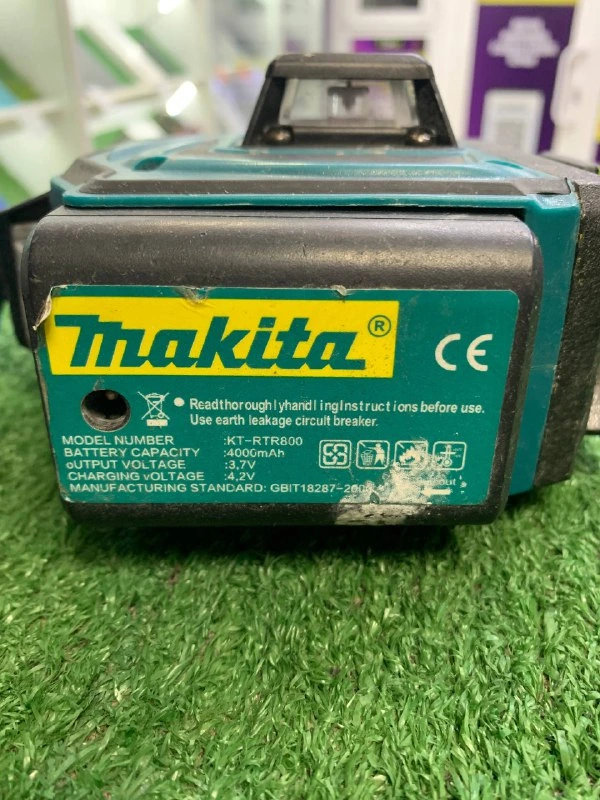 makita ®
CE
Readthoroughlyhandlinglnstructions before use.
Use earth leakage circuit breaker.
MODEL NUMBER :KT-RTR800
BATTERY CAPACITY :4000mAh
oUTPUT VOLTAGE :3,7V
CHARGING vOLTAGE :4,2V
MANUFACTURING STANDARD: GBIT18287-